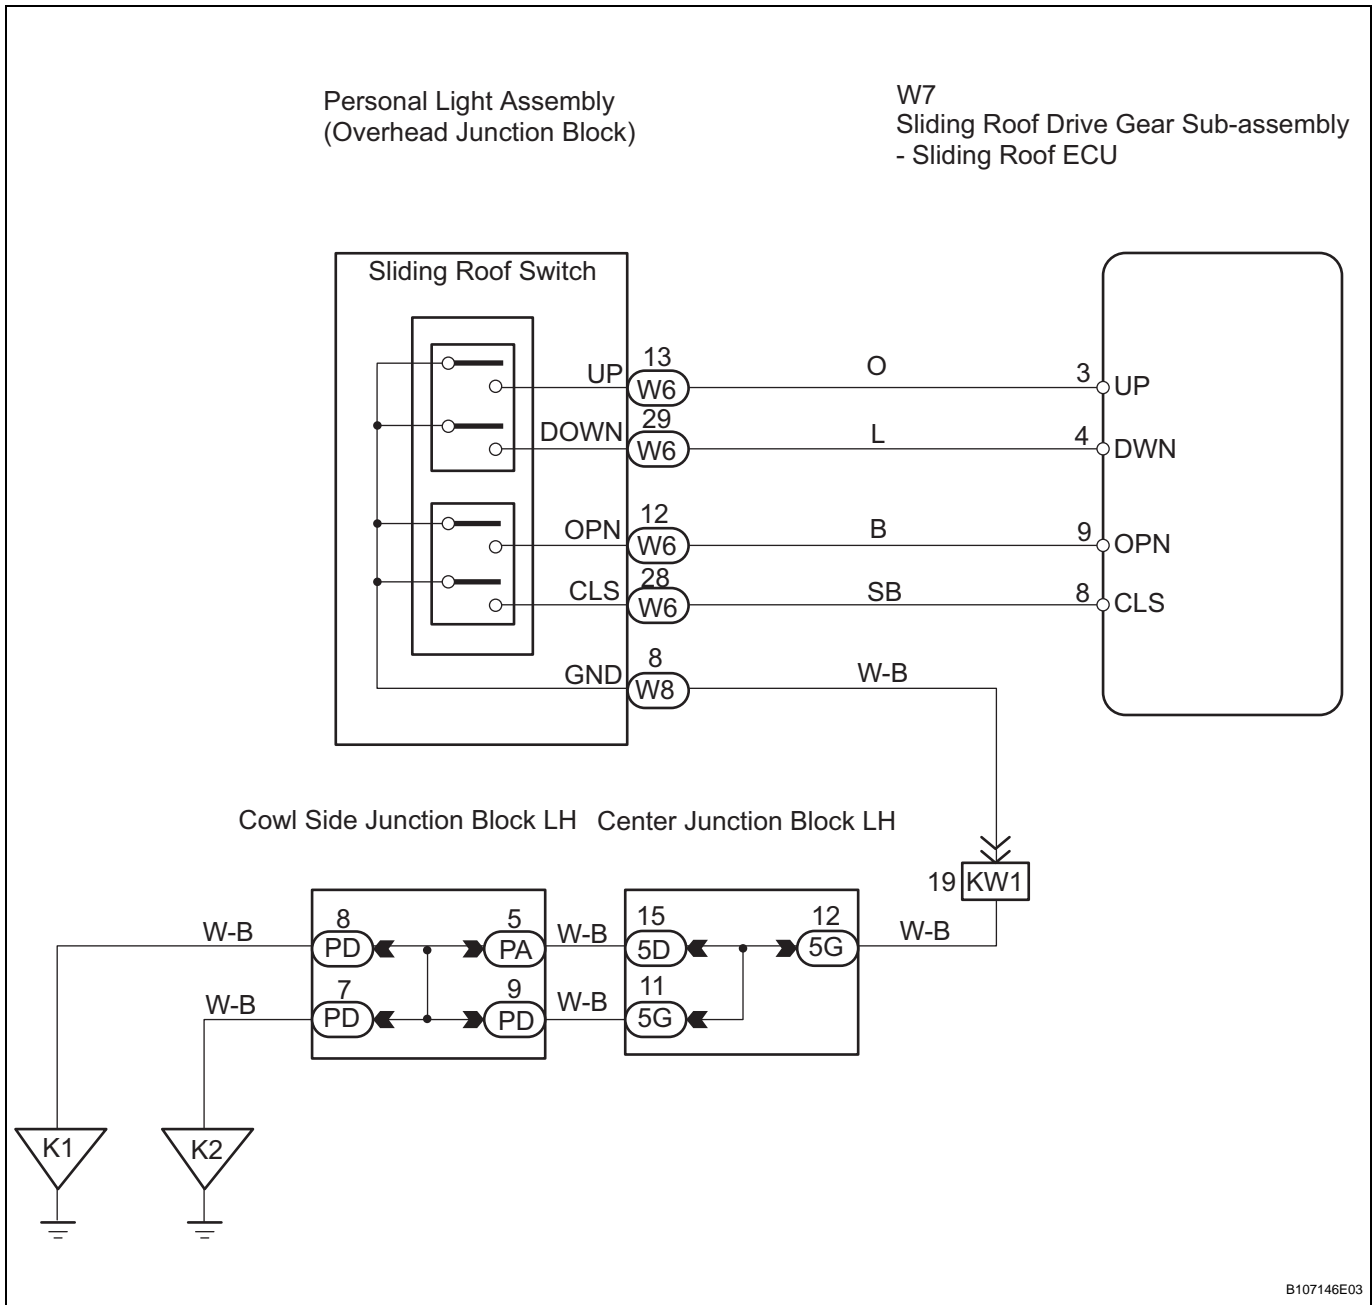 Personal Light Assembly
(Overhead Junction Block)
W7
Sliding Roof Drive Gear Sub-assembly
- Sliding Roof ECU
Sliding Roof Switch
UP 13 W6 O 3 UP
DOWN 29 W6 L 4 DWN
OPN 12 W6 B 9 OPN
CLS 28 W6 SB 8 CLS
GND 8 W8 W-B
Cowl Side Junction Block LH
Center Junction Block LH
19 KW1
W-B 8 PD 5 PA W-B 15 5D 12 5G W-B
W-B 7 PD 9 PD W-B 11 5G
K1 K2
B107146E03